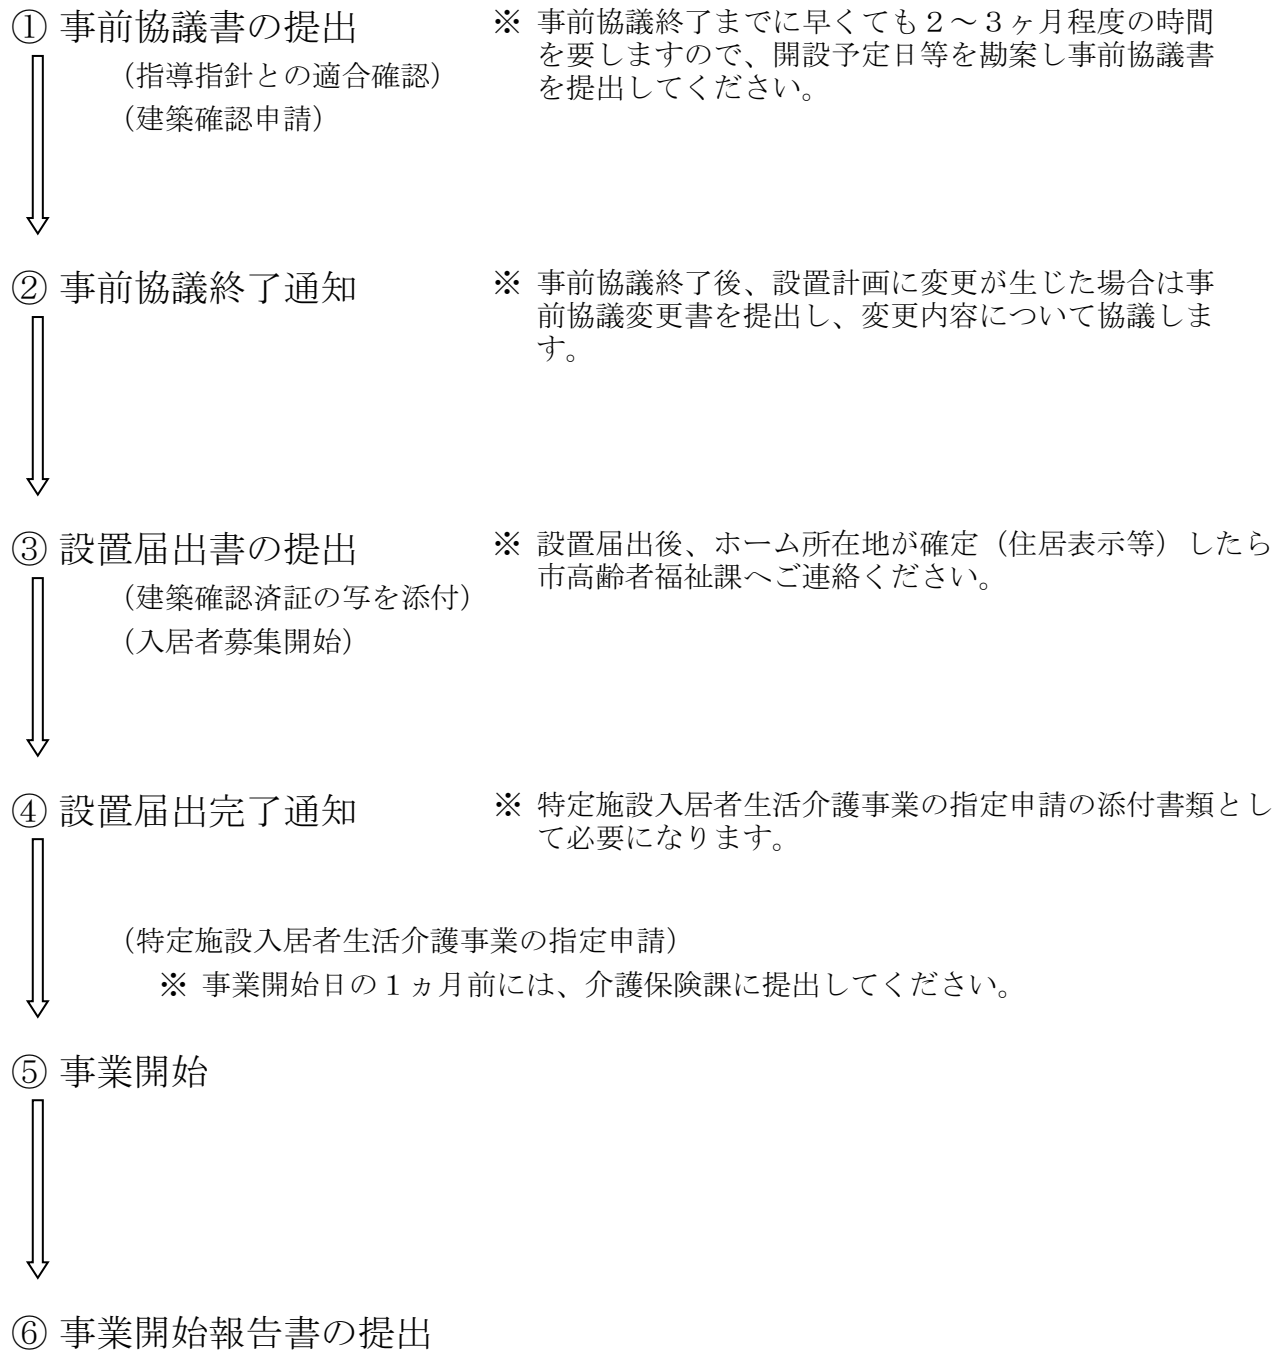 ① 事前協議書の提出
※ 事前協議終了までに早くても２～３ヶ月程度の時間
を要しますので、開設予定日等を勘案し事前協議書
を提出してください。
（指導指針との適合確認）
（建築確認申請）
② 事前協議終了通知
※ 事前協議終了後、設置計画に変更が生じた場合は事
前協議変更書を提出し、変更内容について協議しま
す。
③ 設置届出書の提出
※ 設置届出後、ホーム所在地が確定（住居表示等）したら
市高齢者福祉課へご連絡ください。
（建築確認済証の写を添付）
（入居者募集開始）
④ 設置届出完了通知
※ 特定施設入居者生活介護事業の指定申請の添付書類とし
て必要になります。
（特定施設入居者生活介護事業の指定申請）
※ 事業開始日の１ヵ月前には、介護保険課に提出してください。
⑤ 事業開始
⑥ 事業開始報告書の提出